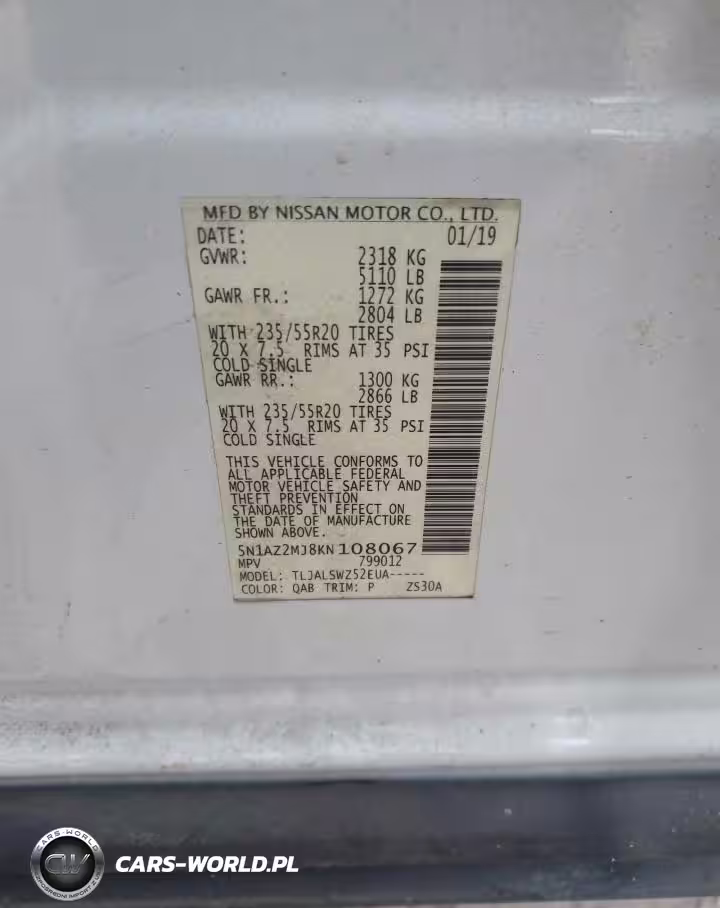 MFD BY NISSAN MOTOR CO., LTD.
DATE: 01/19
GVWR: 2318 KG
5110 LB
GAWR FR.: 1272 KG
2804 LB
WITH 235/55R20 TIRES
20 X 7.5 RIMS AT 35 PSI
COLD SINGLE
GAWR RR.: 1300 KG
2866 LB
WITH 235/55R20 TIRES
20 X 7.5 RIMS AT 35 PSI
COLD SINGLE
THIS VEHICLE CONFORMS TO
ALL APPLICABLE FEDERAL
MOTOR VEHICLE SAFETY AND
THEFT PREVENTION
STANDARDS IN EFFECT ON
THE DATE OF MANUFACTURE
SHOWN ABOVE.
5N1AZ2MJ8KN108067
MPV 799012
MODEL: TLJALSWZ52EUA-----
COLOR: QAB TRIM: P ZS30A
CARS-WORLD
CW
CARS-WORLD.PL